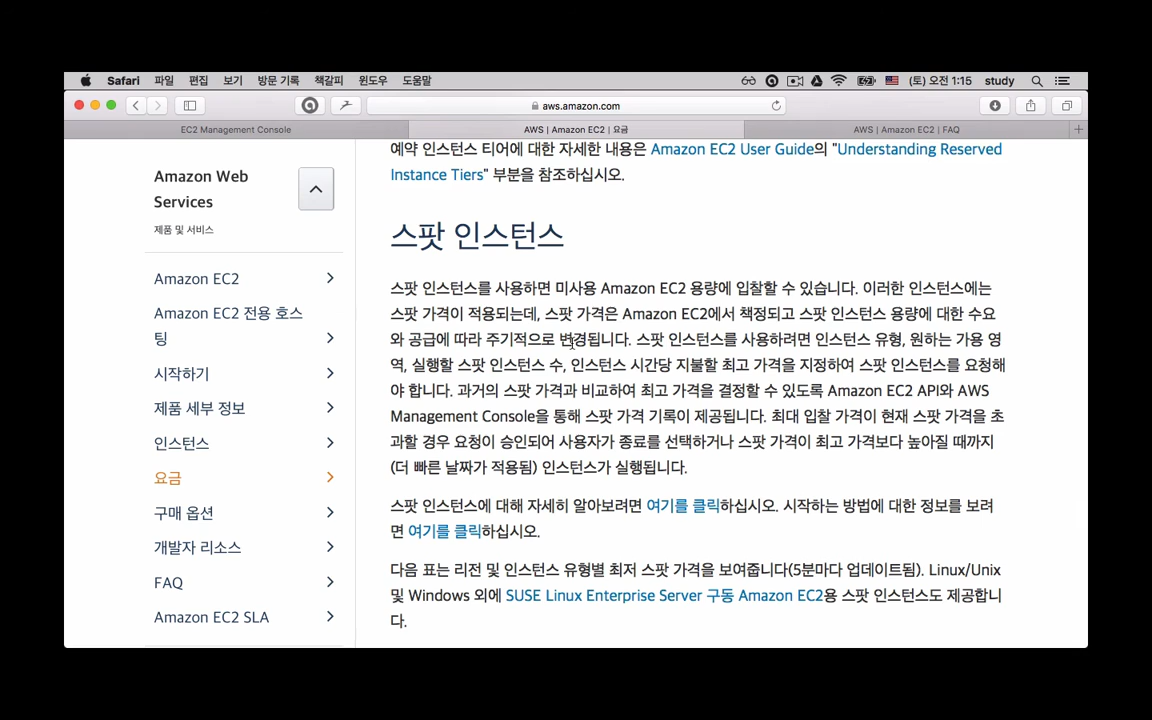 Safari 파일 편집 보기 방문 기록 책갈피 윈도우 도움말 (토) 오전 1:15 study
aws.amazon.com
EC2 Management Console AWS | Amazon EC2 | 요금 AWS | Amazon EC2 | FAQ
Amazon Web
Services
제품 및 서비스
Amazon EC2
Amazon EC2 전용 호스
팅
시작하기
제품 세부 정보
인스턴스
요금
구매 옵션
개발자 리소스
FAQ
Amazon EC2 SLA
예약 인스턴스 티어에 대한 자세한 내용은 Amazon EC2 User Guide의 "Understanding Reserved
Instance Tiers" 부분을 참조하십시오.
스팟 인스턴스
스팟 인스턴스를 사용하면 미사용 Amazon EC2 용량에 입찰할 수 있습니다. 이러한 인스턴스에는
스팟 가격이 적용되는데, 스팟 가격은 Amazon EC2에서 책정되고 스팟 인스턴스 용량에 대한 수요
와 공급에 따라 주기적으로 변경됩니다. 스팟 인스턴스를 사용하려면 인스턴스 유형, 원하는 가용 영
역, 실행할 스팟 인스턴스 수, 인스턴스 시간당 지불할 최고 가격을 지정하여 스팟 인스턴스를 요청해
야 합니다. 과거의 스팟 가격과 비교하여 최고 가격을 결정할 수 있도록 Amazon EC2 API와 AWS
Management Console을 통해 스팟 가격 기록이 제공됩니다. 최대 입찰 가격이 현재 스팟 가격을 초
과할 경우 요청이 승인되어 사용자가 종료를 선택하거나 스팟 가격이 최고 가격보다 높아질 때까지
(더 빠른 날짜가 적용됨) 인스턴스가 실행됩니다.
스팟 인스턴스에 대해 자세히 알아보려면 여기를 클릭하십시오. 시작하는 방법에 대한 정보를 보려
면 여기를 클릭하십시오.
다음 표는 리전 및 인스턴스 유형별 최저 스팟 가격을 보여줍니다(5분마다 업데이트됨). Linux/Unix
및 Windows 외에 SUSE Linux Enterprise Server 구동 Amazon EC2용 스팟 인스턴스도 제공합니
다.